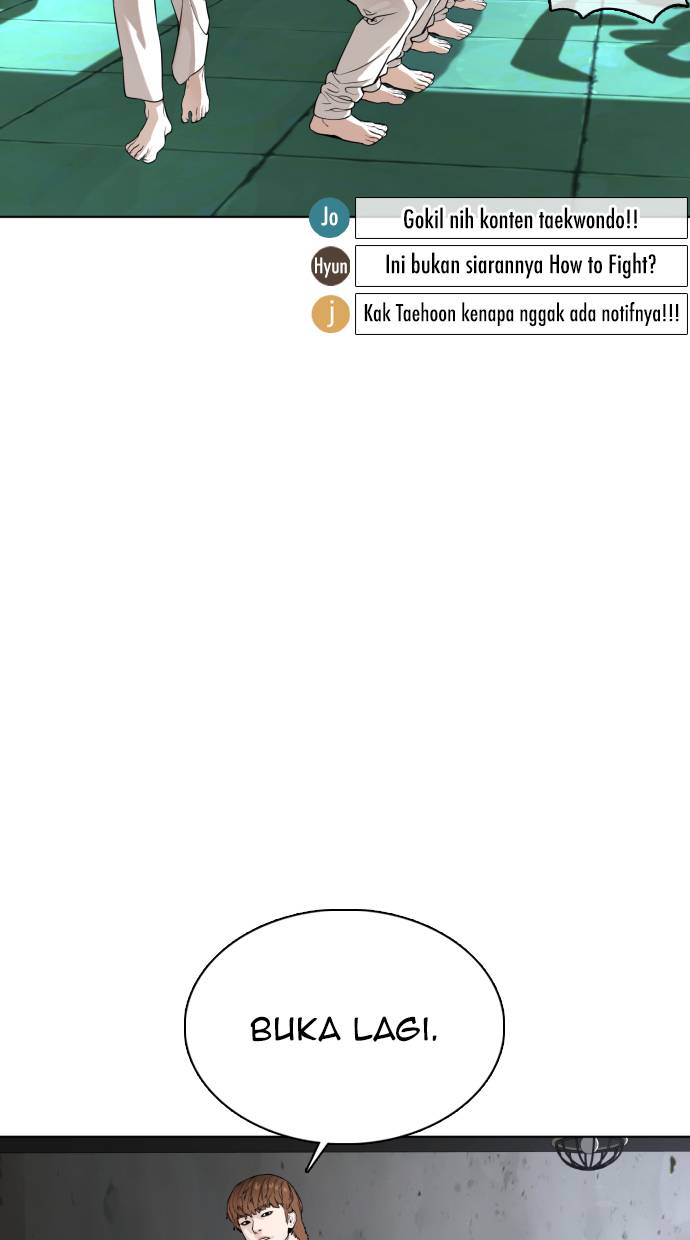 Jo
Gokil nih konten taekwondo!!
Hyun
Ini bukan siarannya How to Fight?
j
Kak Taehoon kenapa nggak ada notifnya!!!
BUKA LAGI.